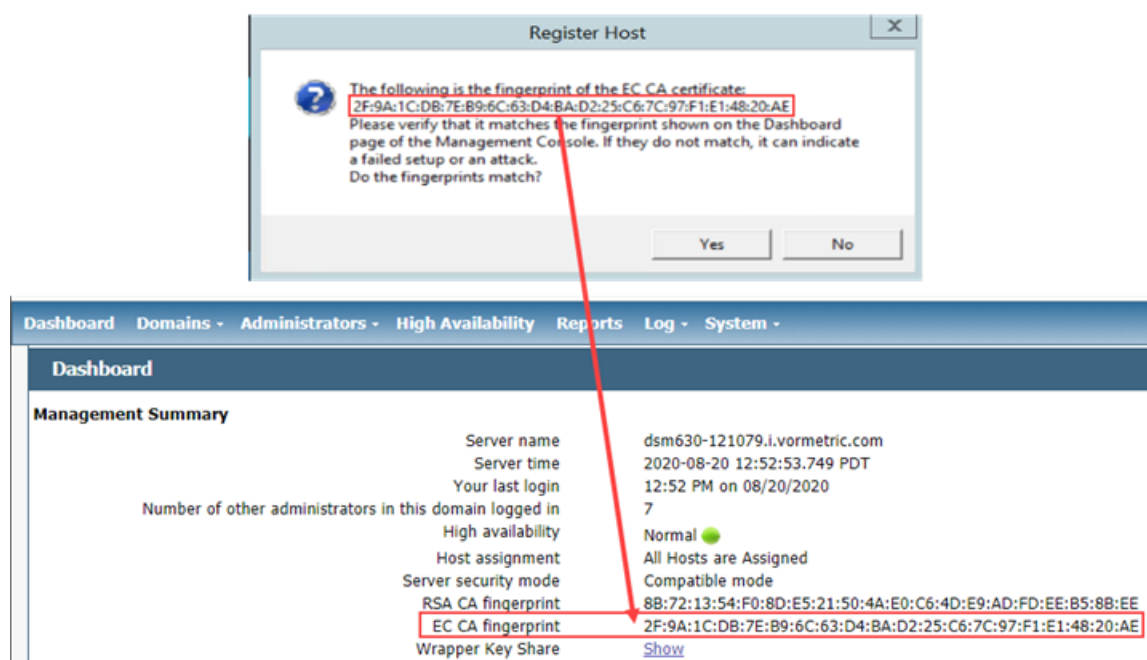 Register Host
X
The following is the fingerprint of the EC CA certificate:
2F:9A:1C:DB:7E:B9:6C:63:D4:BA:D2:25:C6:7C:97:F1:E1:48:20:AE
Please verify that it matches the fingerprint shown on the Dashboard
page of the Management Console. If they do not match, it can indicate
a failed setup or an attack.
Do the fingerprints match?
Yes No
Dashboard Domains Administrators High Availability Reports Log System
Dashboard
Management Summary
Server name dsm630-121079.i.vormetric.com
Server time 2020-08-20 12:52:53.749 PDT
Your last login 12:52 PM on 08/20/2020
Number of other administrators in this domain logged in 7
High availability Normal
Host assignment All Hosts are Assigned
Server security mode Compatible mode
RSA CA fingerprint 8B:72:13:54:F0:8D:E5:21:50:4A:E0:C6:4D:E9:AD:FD:EE:B5:8B:EE
EC CA fingerprint 2F:9A:1C:DB:7E:B9:6C:63:D4:BA:D2:25:C6:7C:97:F1:E1:48:20:AE
Wrapper Key Share Show